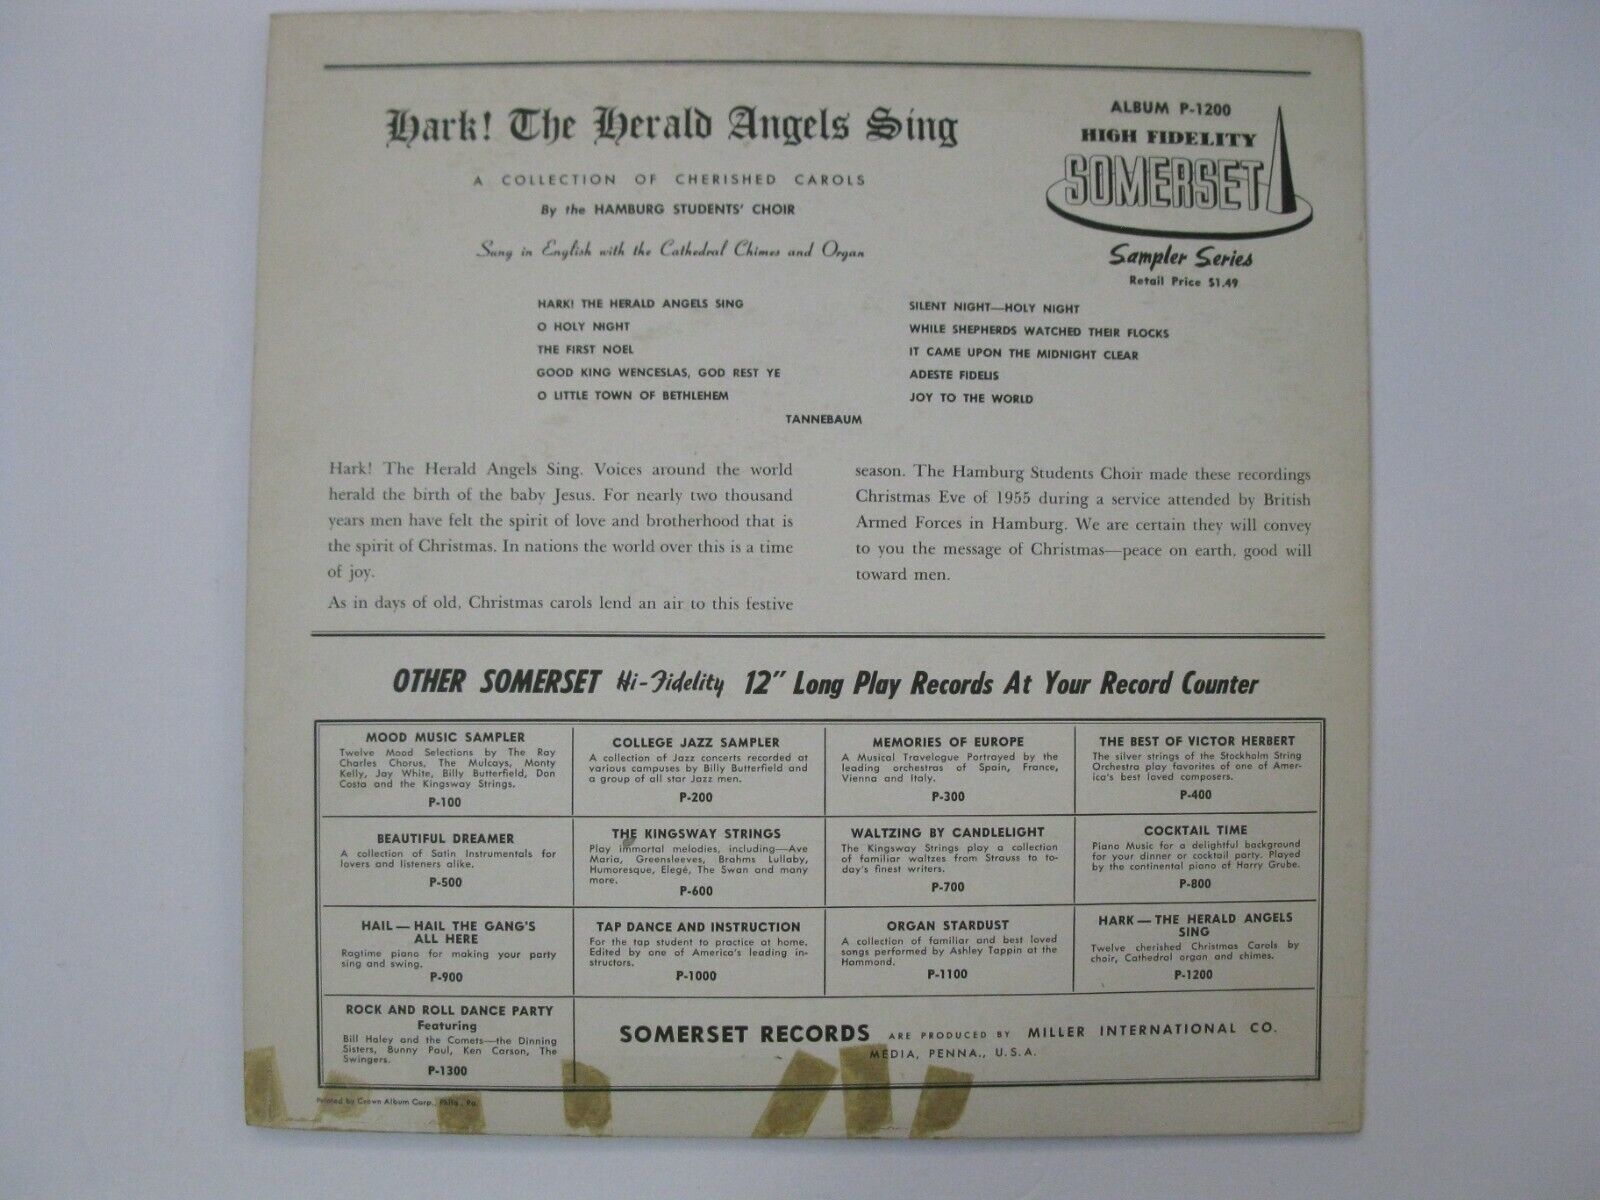 Hark! The Herald Angels Sing
A COLLECTION OF CHERISHED CAROLS
By the HAMBURG STUDENTS' CHOIR
Sung in English with the Cathedral Chimes and Organ
ALBUM P-1200
HIGH FIDELITY
SOMERSET
Sampler Series
Retail Price $1.49
HARK! THE HERALD ANGELS SING
O HOLY NIGHT
THE FIRST NOEL
GOOD KING WENCESLAS, GOD REST YE
O LITTLE TOWN OF BETHLEHEM
SILENT NIGHT—HOLY NIGHT
WHILE SHEPHERDS WATCHED THEIR FLOCKS
IT CAME UPON THE MIDNIGHT CLEAR
ADESTE FIDELIS
JOY TO THE WORLD
TANNEBAUM
Hark! The Herald Angels Sing. Voices around the world
herald the birth of the baby Jesus. For nearly two thousand
years men have felt the spirit of love and brotherhood that is
the spirit of Christmas. In nations the world over this is a time
of joy.
As in days of old, Christmas carols lend an air to this festive
season. The Hamburg Students Choir made these recordings
Christmas Eve of 1955 during a service attended by British
Armed Forces in Hamburg. We are certain they will convey
to you the message of Christmas—peace on earth, good will
toward men.
OTHER SOMERSET Hi-Fidelity 12" Long Play Records At Your Record Counter
MOOD MUSIC SAMPLER
Twelve Mood Selections by The Ray
Charles Chorus, The Mulcays, Monty
Kelly, Jay White, Billy Butterfield, Don
Costa and the Kingsway Strings.
P-100
COLLEGE JAZZ SAMPLER
A collection of Jazz concerts recorded at
various campuses by Billy Butterfield and
a group of all star Jazz men.
P-200
MEMORIES OF EUROPE
A Musical Travelogue Portrayed by the
leading orchestras of Spain, France,
Vienna and Italy.
P-300
THE BEST OF VICTOR HERBERT
The silver strings of the Stockholm String
Orchestra play favorites of one of Amer-
ica's best loved composers.
P-400
BEAUTIFUL DREAMER
A collection of Satin Instrumentals for
lovers and listeners alike.
P-500
THE KINGSWAY STRINGS
Play immortal melodies, including—Ave
Maria, Greensleeves, Brahms Lullaby,
Humoresque, Elegé, The Swan and many
more.
P-600
WALTZING BY CANDLELIGHT
The Kingsway Strings play a collection
of familiar waltzes from Strauss to to-
day's finest writers.
P-700
COCKTAIL TIME
Piano Music for a delightful background
for your dinner or cocktail party. Played
by the continental piano of Harry Grube.
P-800
HAIL — HAIL THE GANG'S
ALL HERE
Ragtime piano for making your party
sing and swing.
P-900
TAP DANCE AND INSTRUCTION
For the tap student to practice at home.
Edited by one of America's leading in-
structors.
P-1000
ORGAN STARDUST
A collection of familiar and best loved
songs performed by Ashley Tappin at the
Hammond.
P-1100
HARK — THE HERALD ANGELS
SING
Twelve cherished Christmas Carols by
choir, Cathedral organ and chimes.
P-1200
ROCK AND ROLL DANCE PARTY
Featuring
Bill Haley and the Comets—the Dinning
Sisters, Bunny Paul, Ken Carson, The
Swingers.
P-1300
SOMERSET RECORDS ARE PRODUCED BY MILLER INTERNATIONAL CO.
MEDIA, PENNA., U.S.A.
Printed by Crown Album Corp., Phila., Pa.